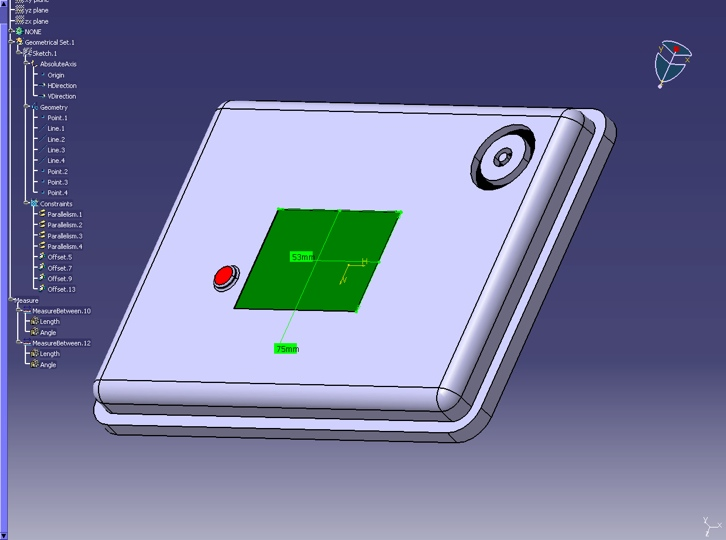 xy plane
yz plane
zx plane
NONE
Geometrical Set.1
Sketch.1
AbsoluteAxis
Origin
HDirection
VDirection
Geometry
Point.1
Line.1
Line.2
Line.3
Line.4
Point.2
Point.3
Point.4
Constraints
Parallelism.1
Parallelism.2
Parallelism.3
Parallelism.4
Offset.5
Offset.7
Offset.9
Offset.13
Measure
MeasureBetween.10
Length
Angle
MeasureBetween.12
Length
Angle
53mm
H
V
75mm
Y
X
Y
X